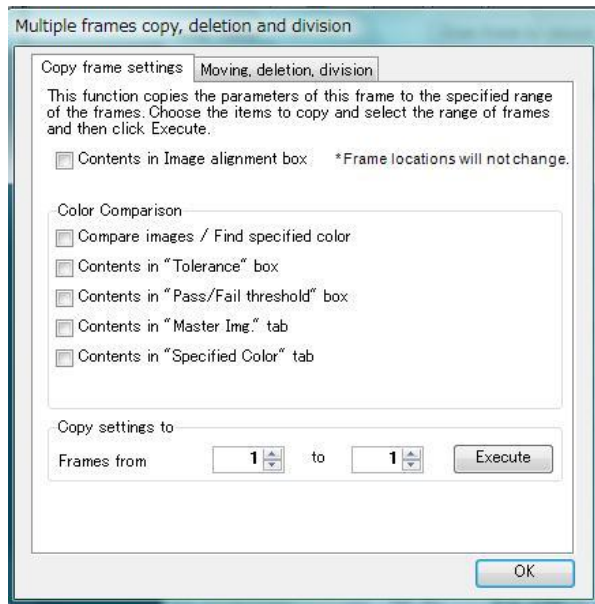 Multiple frames copy, deletion and division
Copy frame settings
Moving, deletion, division
This function copies the parameters of this frame to the specified range
of the frames. Choose the items to copy and select the range of frames
and then click Execute.
Contents in Image alignment box *Frame locations will not change.
Color Comparison
Compare images / Find specified color
Contents in "Tolerance" box
Contents in "Pass/Fail threshold" box
Contents in "Master Img." tab
Contents in "Specified Color" tab
Copy settings to
Frames from 1 to 1 Execute
OK